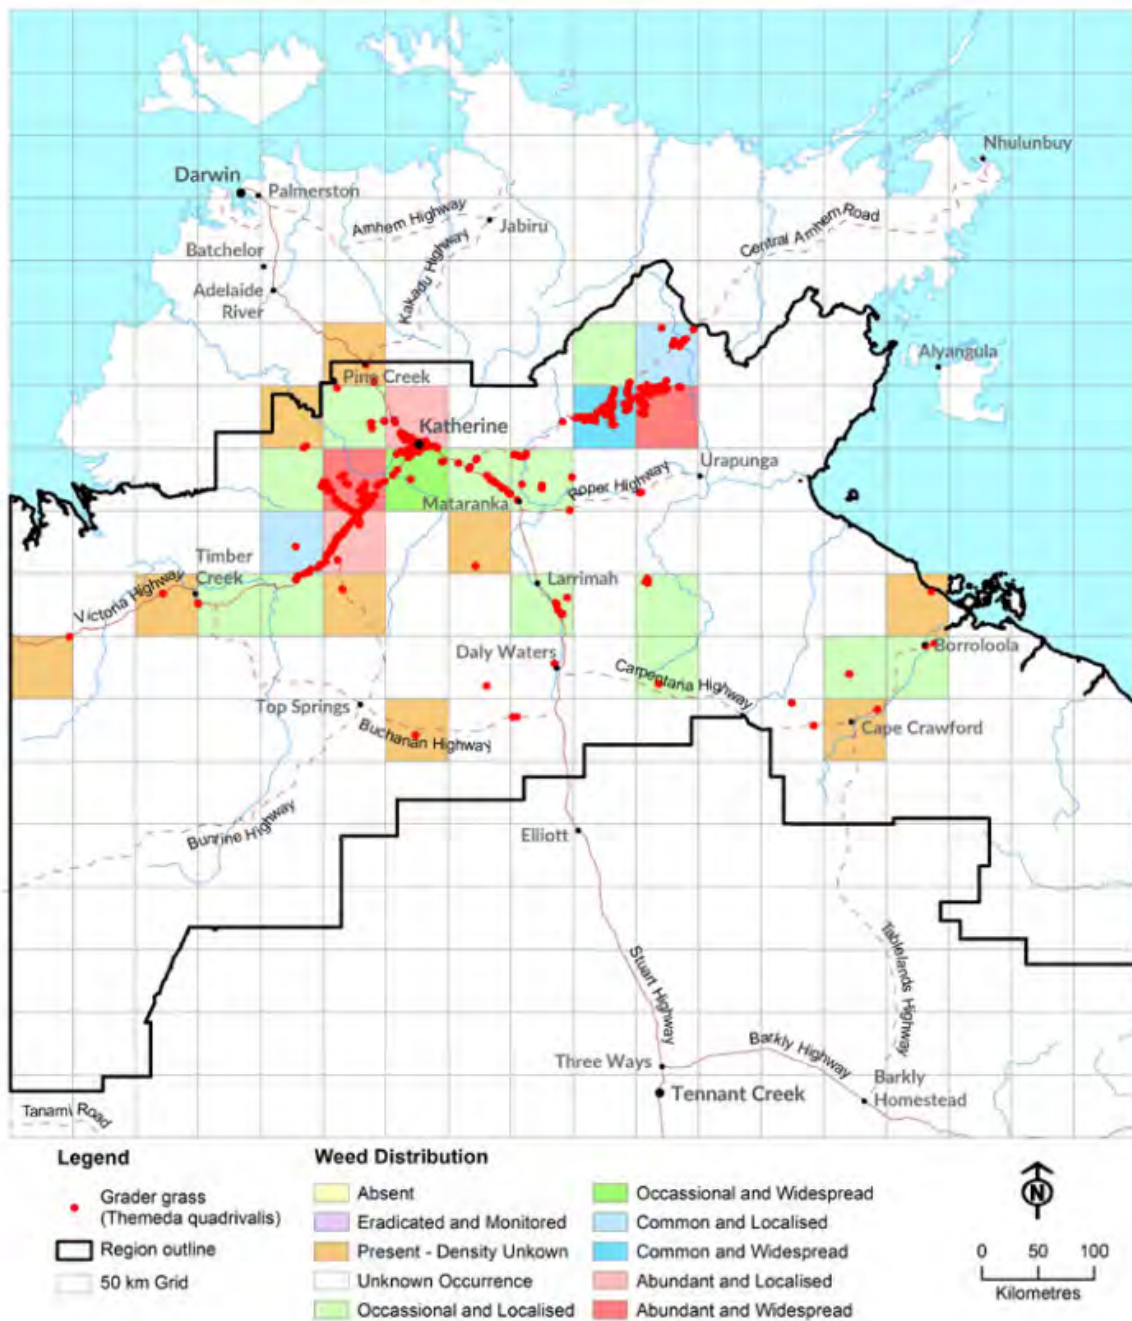 Nhulunbuy
Darwin
Palmerston
Arnhem Highway
Jabiru
Central Arnhem Road
Batchelor
Kakadu Highway
Adelaide
River
Alyangula
Pine Creek
Katherine
Urapunga
Roper Highway
Mataranka
Timber
Creek
Victoria Highway
Larrimah
Daly Waters
Borroloola
Carpentaria Highway
Top Springs
Buchanan Highway
Cape Crawford
Buntine Highway
Elliott
Stuart Highway
Tablelands Highway
Three Ways
Barkly Highway
Barkly
Homestead
Tennant Creek
Tanami Road
Legend
Grader grass
(Themeda quadrivalis)
Region outline
50 km Grid
Weed Distribution
Absent
Eradicated and Monitored
Present - Density Unkown
Unknown Occurrence
Occassional and Localised
Occassional and Widespread
Common and Localised
Common and Widespread
Abundant and Localised
Abundant and Widespread
N
0 50 100
Kilometres